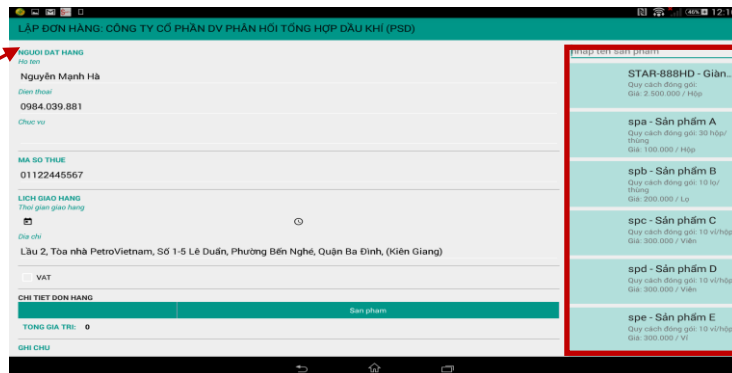 46% 12:10
LẬP ĐƠN HÀNG: CÔNG TY CỔ PHẦN DV PHÂN HỐI TỔNG HỢP DẦU KHÍ (PSD)
NGUOI DAT HANG
Ho ten
Nguyễn Mạnh Hà
Dien thoai
0984.039.881
Chuc vu
MA SO THUE
01122445567
LICH GIAO HANG
Thoi gian giao hang
Dia chi
Lầu 2, Tòa nhà PetroVietnam, Số 1-5 Lê Duẩn, Phường Bến Nghé, Quận Ba Đình, (Kiên Giang)
VAT
CHI TIET DON HANG
San pham
TONG GIA TRI: 0
GHI CHU
nhap ten san pham
STAR-888HD - Giàn...
Quy cách đóng gói:
Giá: 2.500.000 / Hộp
spa - Sản phẩm A
Quy cách đóng gói: 30 hộp/
thùng
Giá: 100.000 / Hộp
spb - Sản phẩm B
Quy cách đóng gói: 10 lọ/
thùng
Giá: 200.000 / Lọ
spc - Sản phẩm C
Quy cách đóng gói: 10 vỉ/hộp
Giá: 300.000 / Viên
spd - Sản phẩm D
Quy cách đóng gói: 10 vỉ/hộp
Giá: 300.000 / Viên
spe - Sản phẩm E
Quy cách đóng gói: 10 vỉ/hộp
Giá: 300.000 / Vỉ